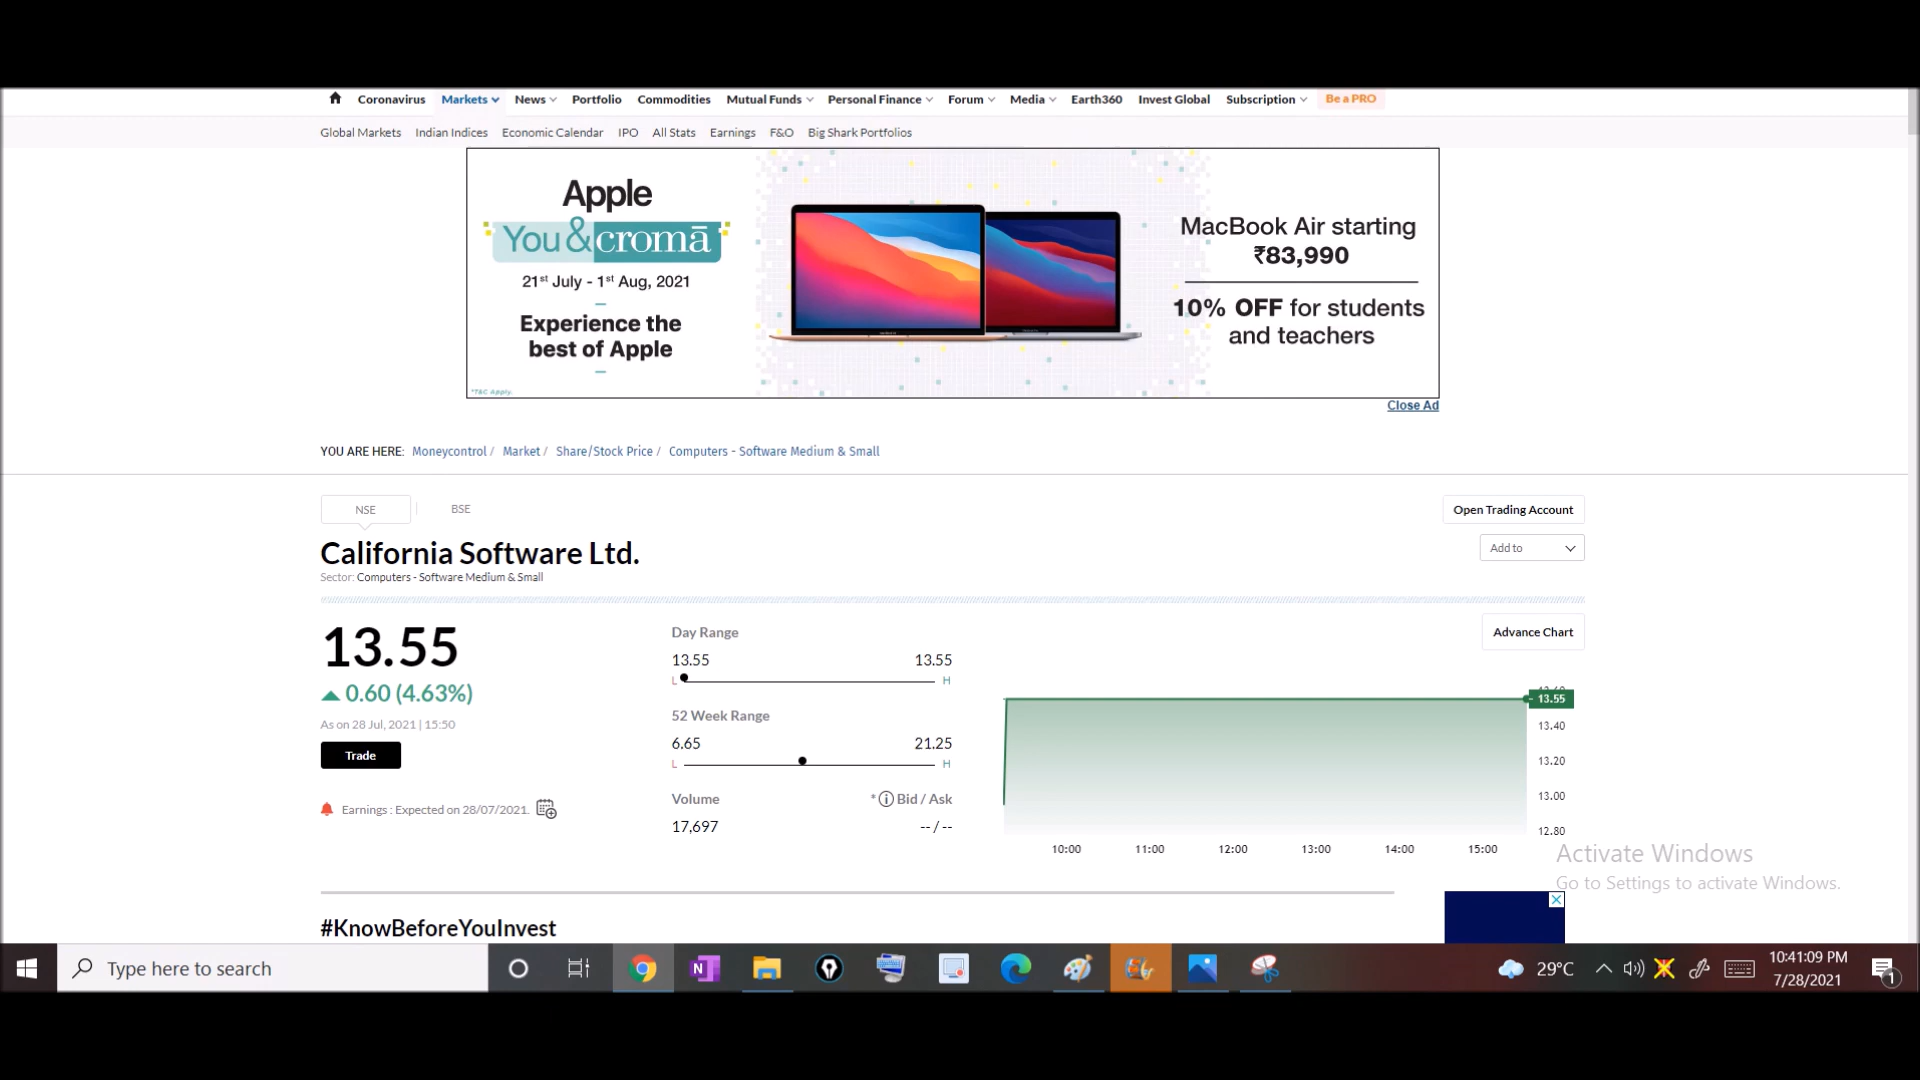 Coronavirus Markets News Portfolio Commodities Mutual Funds Personal Finance Forum Media Earth360 Invest Global Subscription Be a PRO
Global Markets Indian Indices Economic Calendar IPO All Stats Earnings F&O Big Shark Portfolios
Apple
You & cromā
21st July - 1st Aug, 2021
Experience the
best of Apple
*T&C Apply.
MacBook Air starting
₹83,990
10% OFF for students
and teachers
Close Ad
YOU ARE HERE: Moneycontrol / Market / Share/Stock Price / Computers - Software Medium & Small
NSE BSE
Open Trading Account
California Software Ltd.
Add to
Sector: Computers - Software Medium & Small
13.55
0.60 (4.63%)
As on 28 Jul, 2021 | 15:50
Trade
Earnings : Expected on 28/07/2021.
Day Range
13.55 13.55
L H
52 Week Range
6.65 21.25
L H
Volume * Bid / Ask
17,697 -- / --
Advance Chart
13.55
13.40
13.20
13.00
12.80
10:00 11:00 12:00 13:00 14:00 15:00
Activate Windows
Go to Settings to activate Windows.
#KnowBeforeYouInvest
Type here to search
29°C
10:41:09 PM
7/28/2021
1